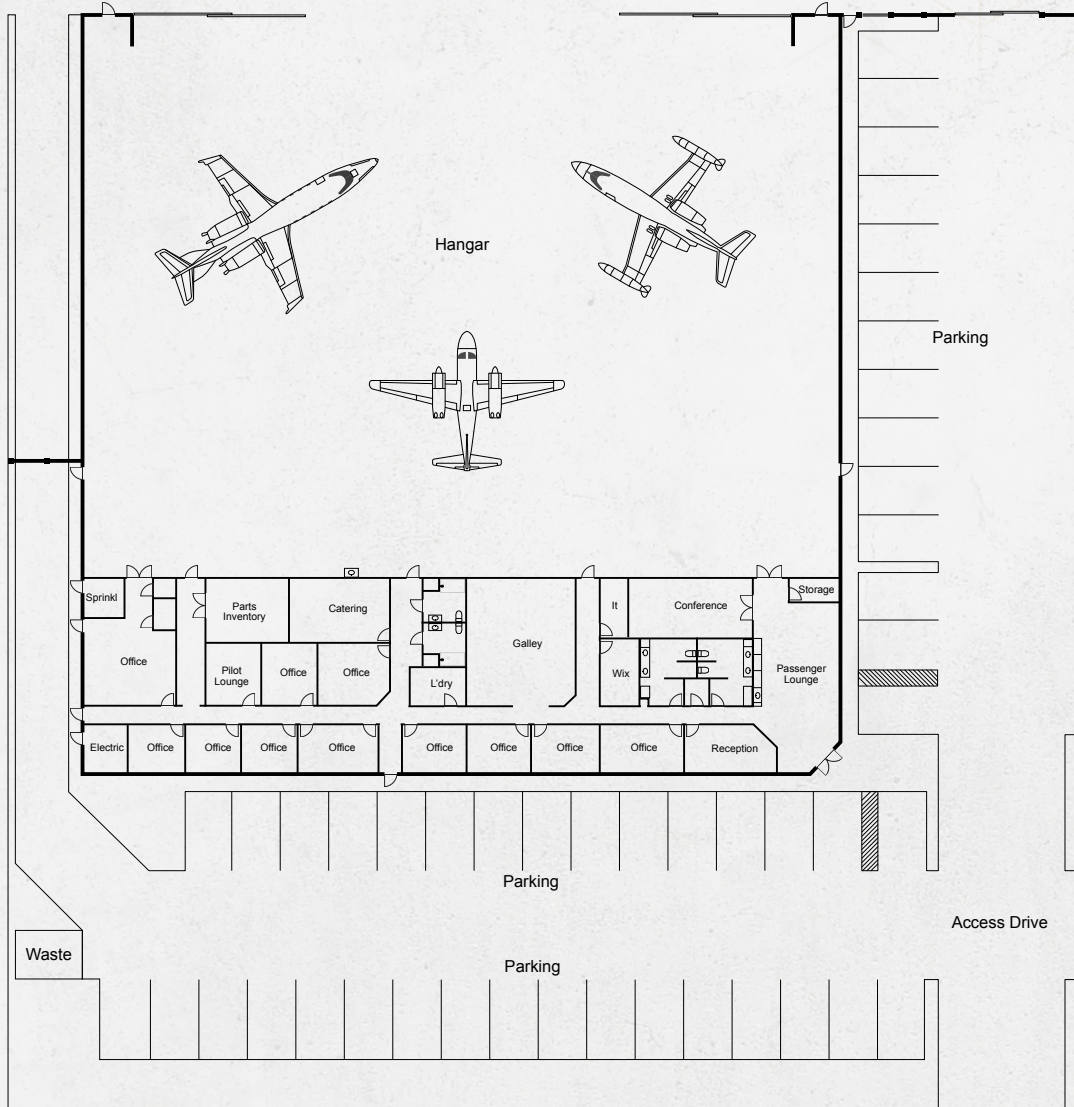 Hangar
Parking
Sprinkl
Parts
Inventory
Catering
It
Conference
Storage
Office
Pilot
Lounge
Office
Office
L'dry
Galley
Wix
Passenger
Lounge
Electric
Office
Office
Office
Office
Office
Office
Office
Office
Reception
Parking
Access Drive
Waste
Parking